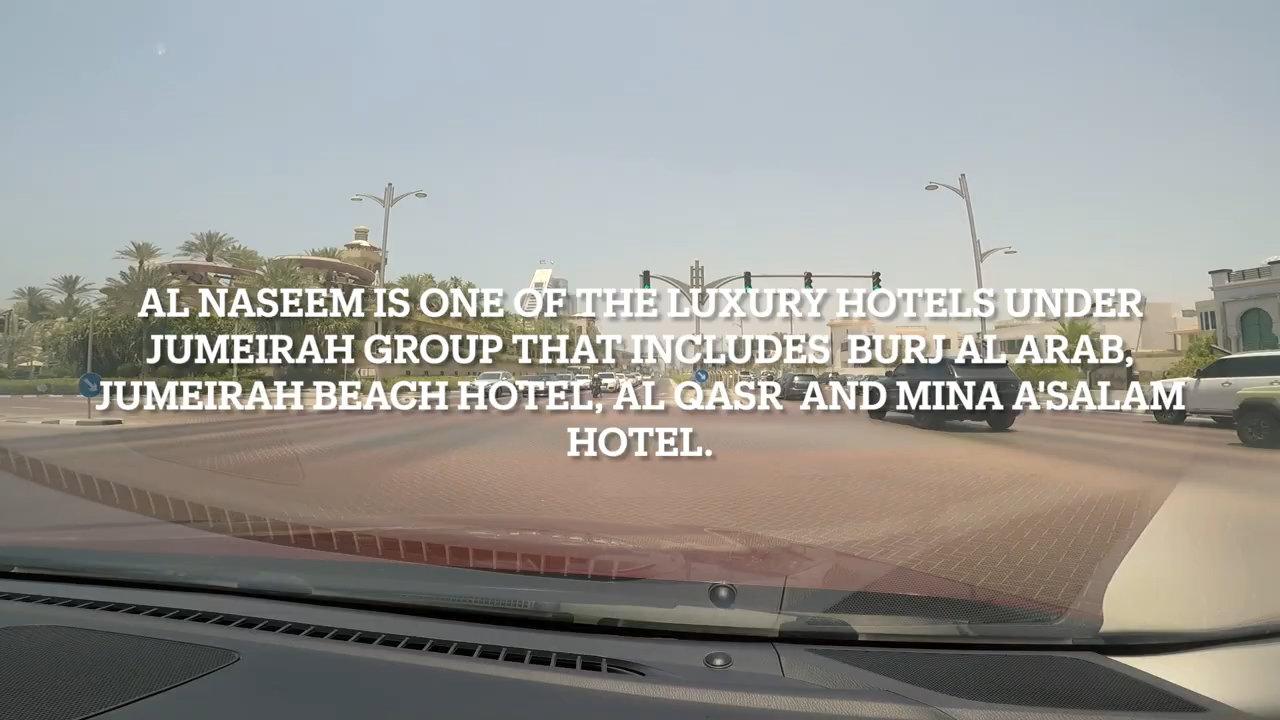 AL NASEEM IS ONE OF THE LUXURY HOTELS UNDER
JUMEIRAH GROUP THAT INCLUDES BURJ AL ARAB,
JUMEIRAH BEACH HOTEL, AL QASR AND MINA A'SALAM
HOTEL.